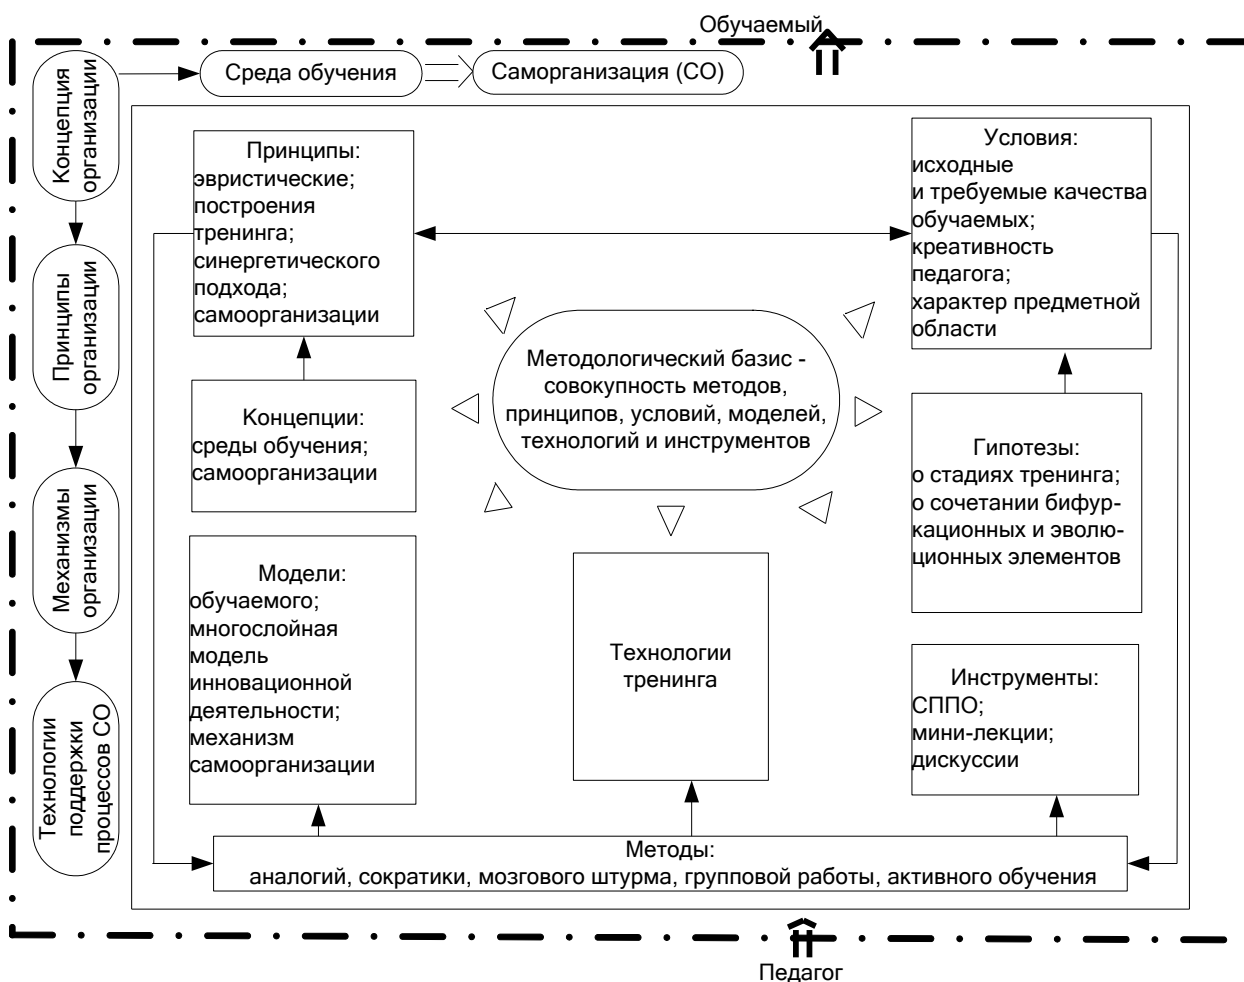 Обучаемый
Концепция
организации
Среда обучения
Саморганизация (СО)
Принципы
организации
Механизмы
организации
Технологии
поддержки
процессов СО
Принципы:
эвристические;
построения
тренинга;
синергетического
подхода;
самоорганизации
Условия:
исходные
и требуемые качества
обучаемых;
креативность
педагога;
характер предметной
области
Методологический базис -
совокупность методов,
принципов, условий, моделей,
технологий и инструментов
Концепции:
среды обучения;
самоорганизации
Гипотезы:
о стадиях тренинга;
о сочетании бифур-
кационных и эволю-
ционных элементов
Модели:
обучаемого;
многослойная
модель
инновационной
деятельности;
механизм
самоорганизации
Технологии
тренинга
Инструменты:
СППО;
мини-лекции;
дискуссии
Методы:
аналогий, сократики, мозгового штурма, групповой работы, активного обучения
Педагог